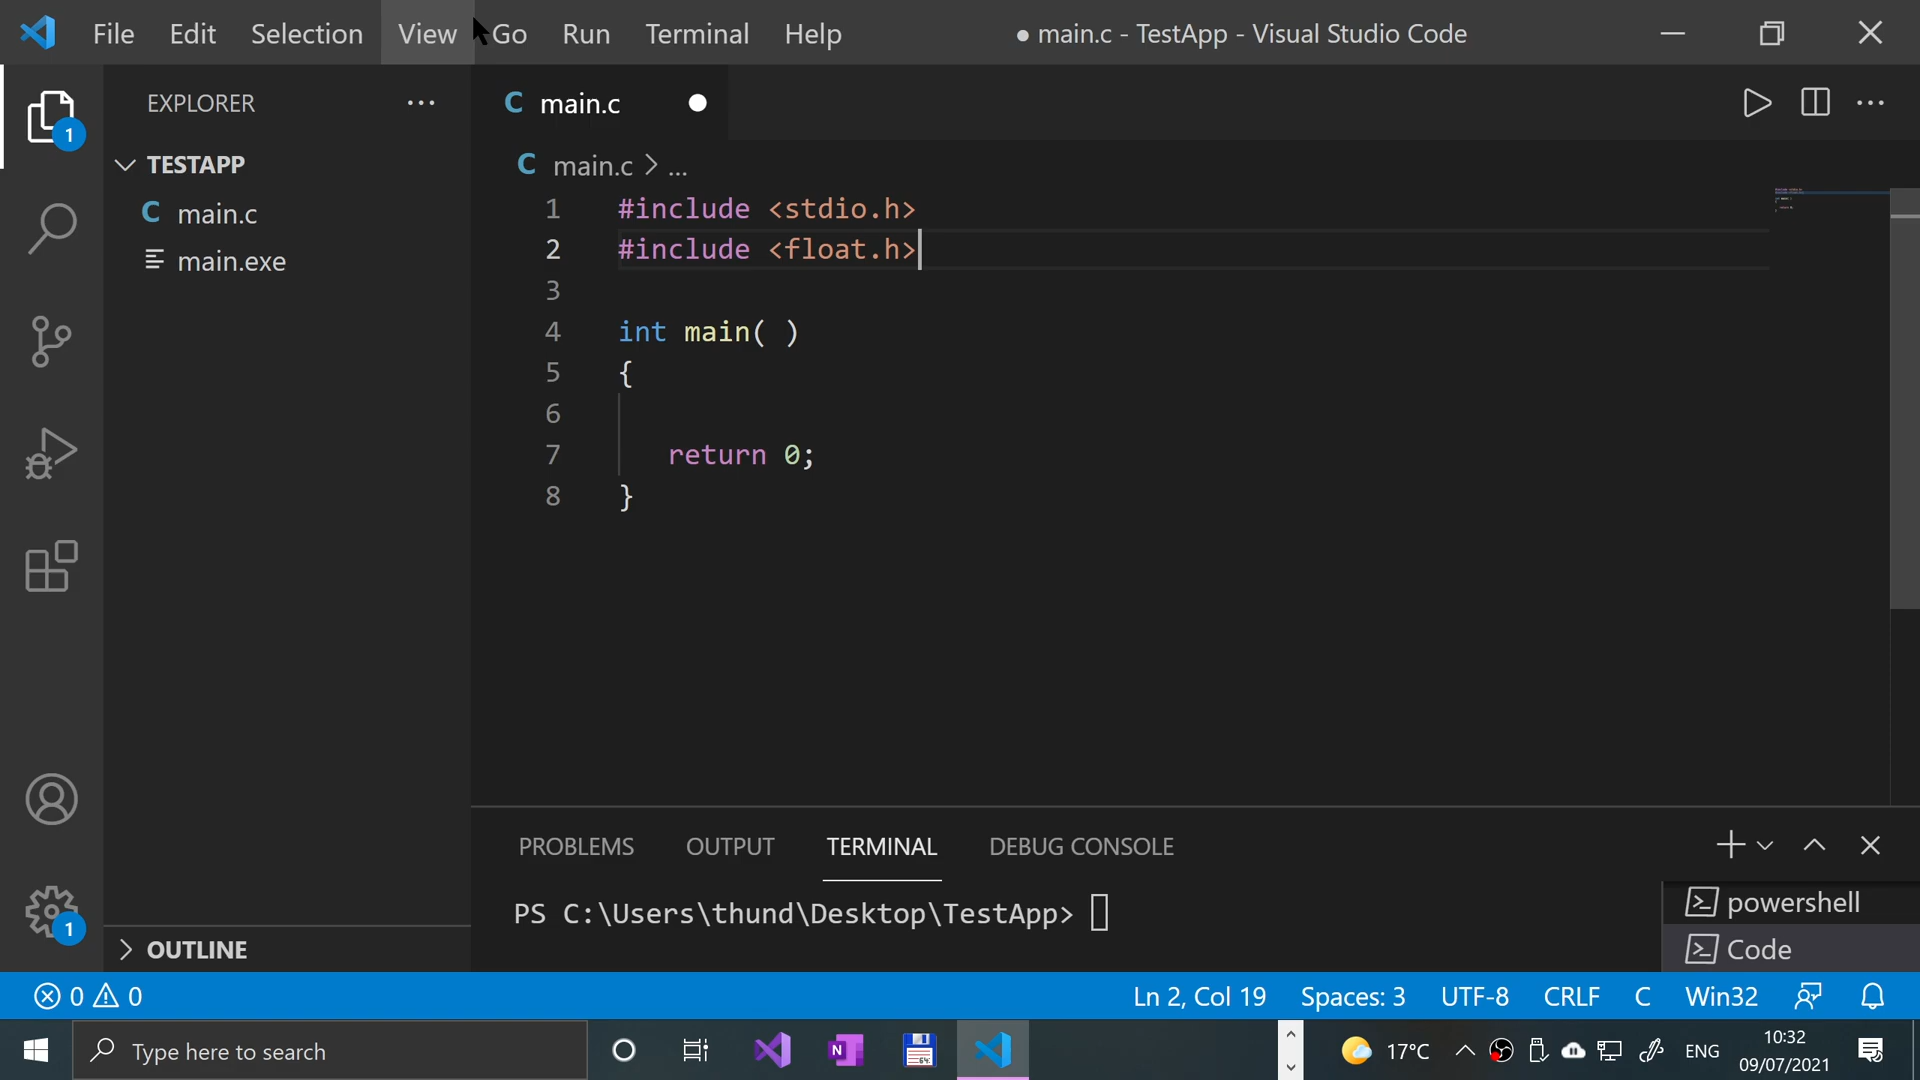 File Edit Selection View Go Run Terminal Help ● main.c - TestApp - Visual Studio Code
EXPLORER ···
TESTAPP
C main.c
main.exe
OUTLINE
1
1
C main.c
C main.c > ...
1 #include <stdio.h>
2 #include <float.h>
3
4 int main( )
5 {
6
7 return 0;
8 }
PROBLEMS OUTPUT TERMINAL DEBUG CONSOLE
PS C:\Users\thund\Desktop\TestApp>
powershell
Code
0 0 Ln 2, Col 19 Spaces: 3 UTF-8 CRLF C Win32
Type here to search
N
64
17°C
ENG
10:32
09/07/2021